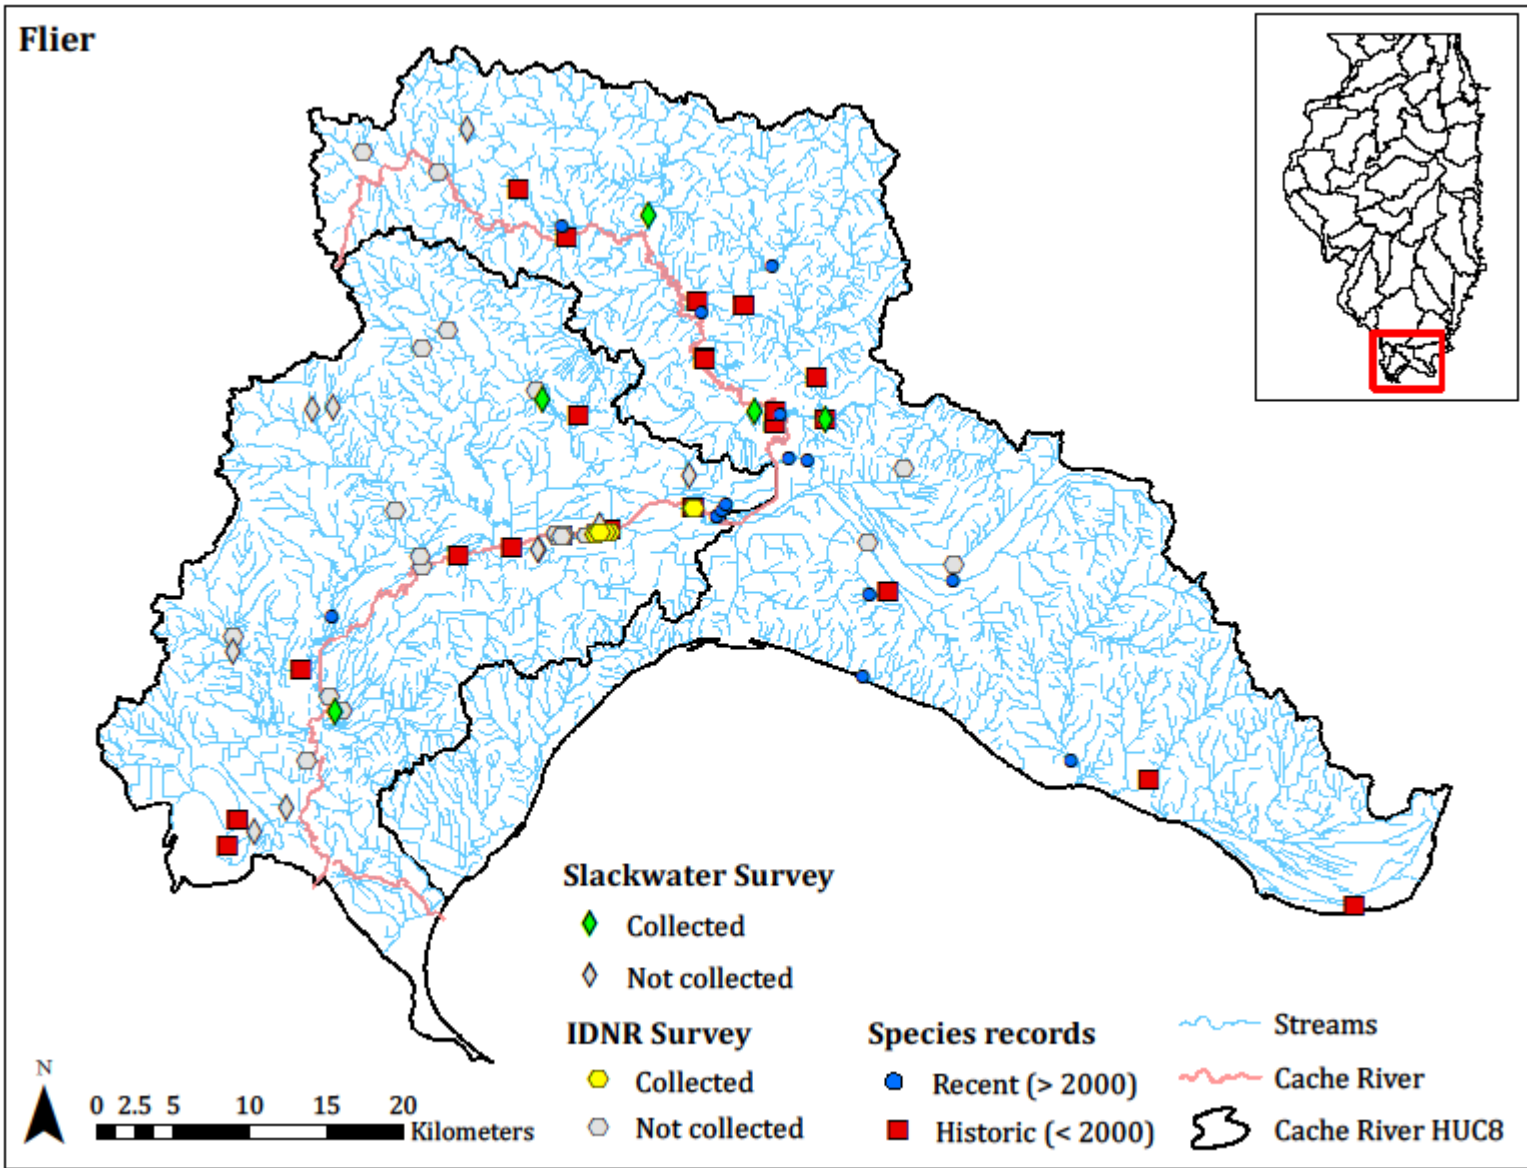 Flier
Slackwater Survey
Collected
Not collected
IDNR Survey
Collected
Not collected
Species records
Recent (> 2000)
Historic (< 2000)
Streams
Cache River
Cache River HUC8
N
0 2.5 5 10 15 20
Kilometers